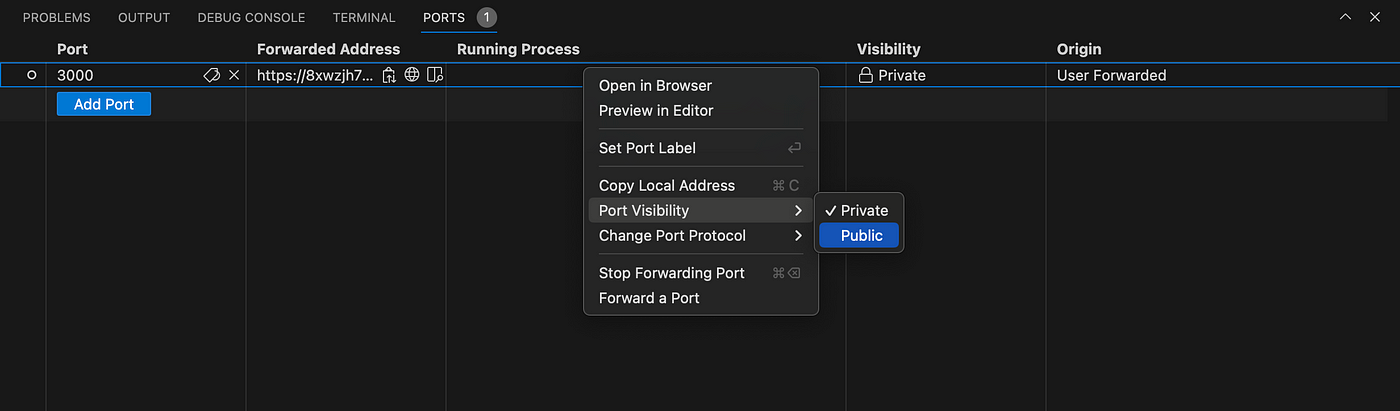 PROBLEMS OUTPUT DEBUG CONSOLE TERMINAL PORTS 1
Port Forwarded Address Running Process Visibility Origin
3000 https://8xwzjh7... Private User Forwarded
Add Port
Open in Browser
Preview in Editor
Set Port Label
Copy Local Address ⌘ C
Port Visibility
✓ Private
Public
Change Port Protocol
Stop Forwarding Port ⌘⌫
Forward a Port